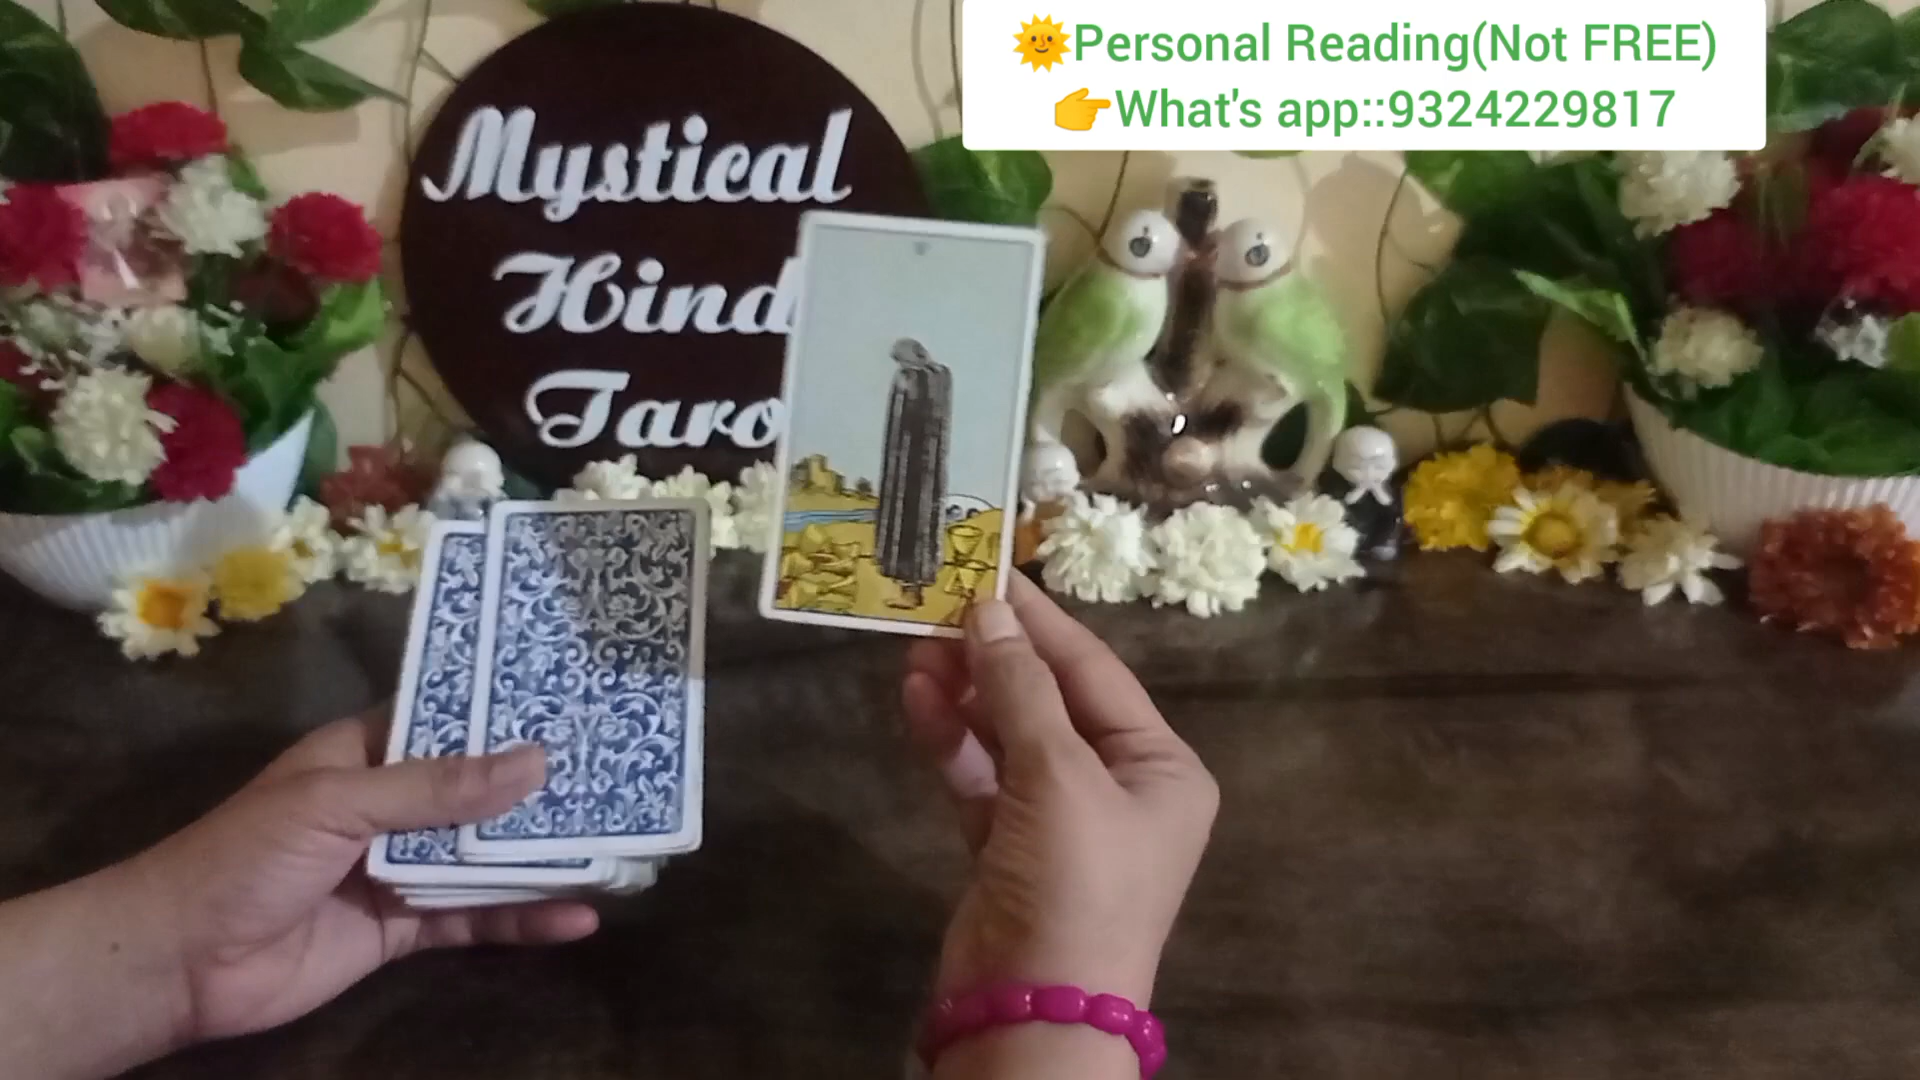 🌞Personal Reading(Not FREE)
👉What's app::9324229817
Mystical
Hind
Taro